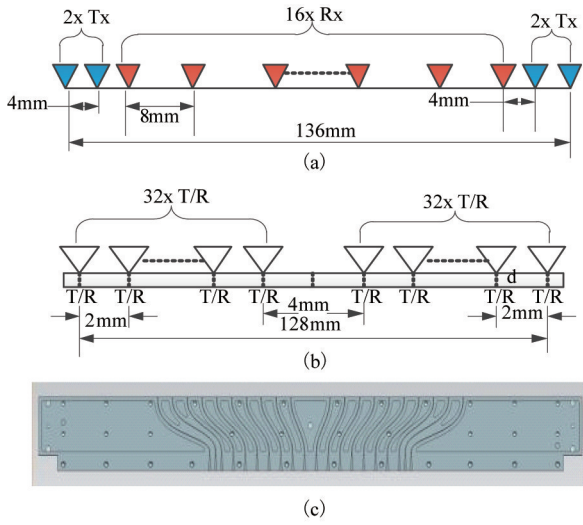 2x Tx 16x Rx 2x Tx
4mm 8mm 4mm
136mm
(a)
32x T/R 32x T/R
d
T/R T/R T/R T/R T/R T/R T/R T/R
2mm 4mm 2mm
128mm
(b)
(c)